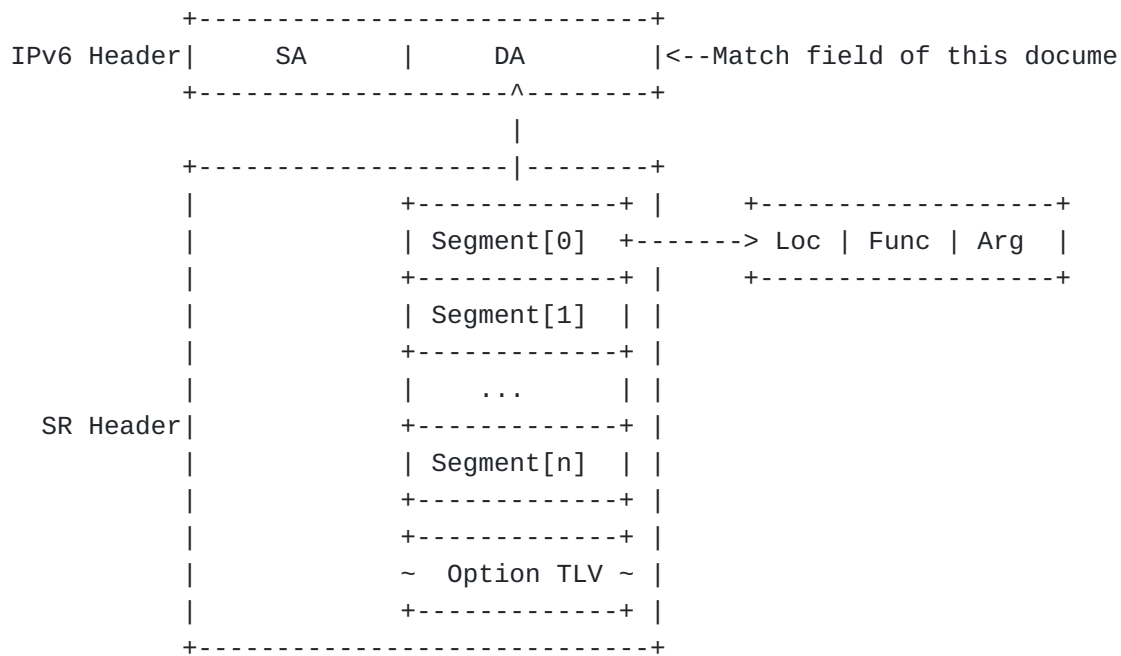 +-----------------------------+
IPv6 Header|     SA      |     DA        |<--Match field of this docume
+--------------------^--------+
|
+--------------------|--------+
|             +-------------+ |     +-------------------+
|             | Segment[0]  +-------> Loc | Func | Arg  |
|             +-------------+ |     +-------------------+
|             | Segment[1]  | |
|             +-------------+ |
|             |    ...      | |
SR Header|             +-------------+ |
|             | Segment[n]  | |
|             +-------------+ |
|             +-------------+ |
|             ~  Option TLV ~ |
|             +-------------+ |
+-----------------------------+